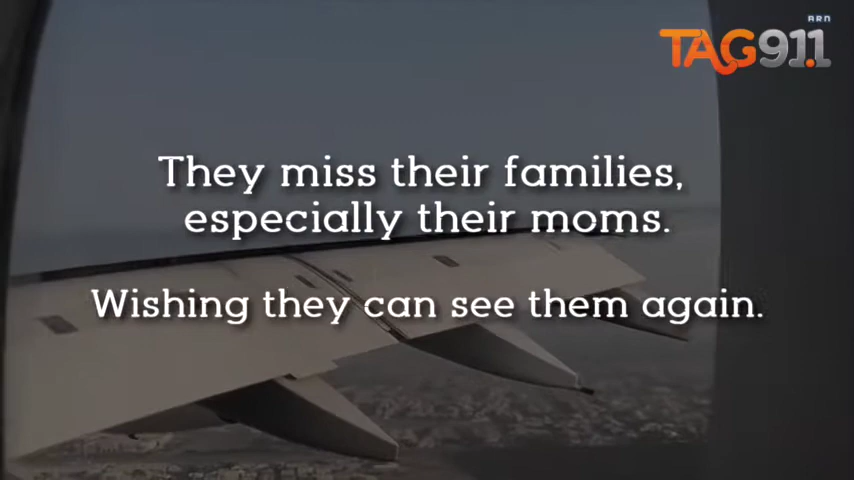 ARN
TAG91.1
They miss their families,
especially their moms.
Wishing they can see them again.